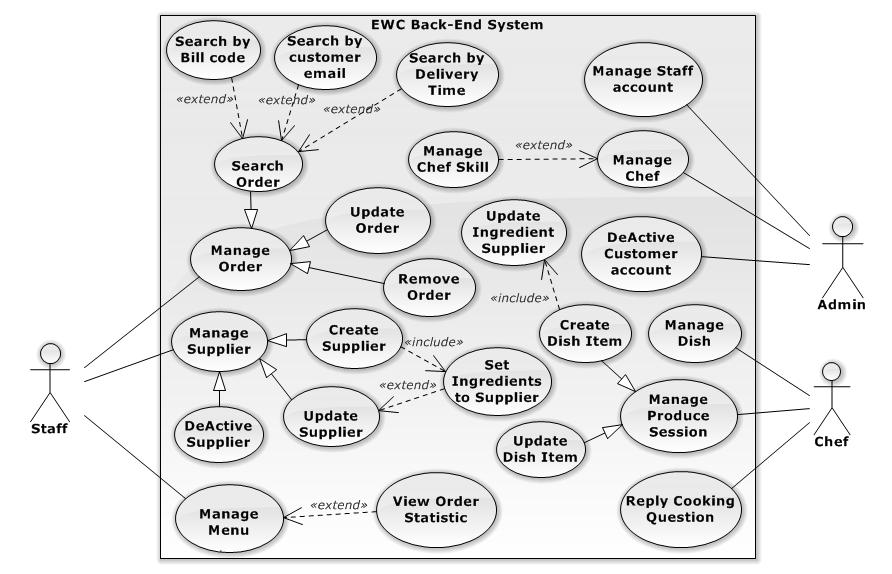 EWC Back-End System
Search by
Bill code
Search by
customer
email
Search by
Delivery
Time
Manage Staff
account
«extend»
«extend»
«extend»
Search
Order
Manage
Chef Skill
«extend»
Manage
Chef
Update
Order
Update
Ingredient
Supplier
DeActive
Customer
account
Manage
Order
Remove
Order
«include»
Admin
Manage
Supplier
Create
Supplier
«include»
Create
Dish Item
Manage
Dish
Set
Ingredients
to Supplier
«extend»
Staff
DeActive
Supplier
Update
Supplier
Manage
Produce
Session
Chef
Update
Dish Item
Manage
Menu
«extend»
View Order
Statistic
Reply Cooking
Question